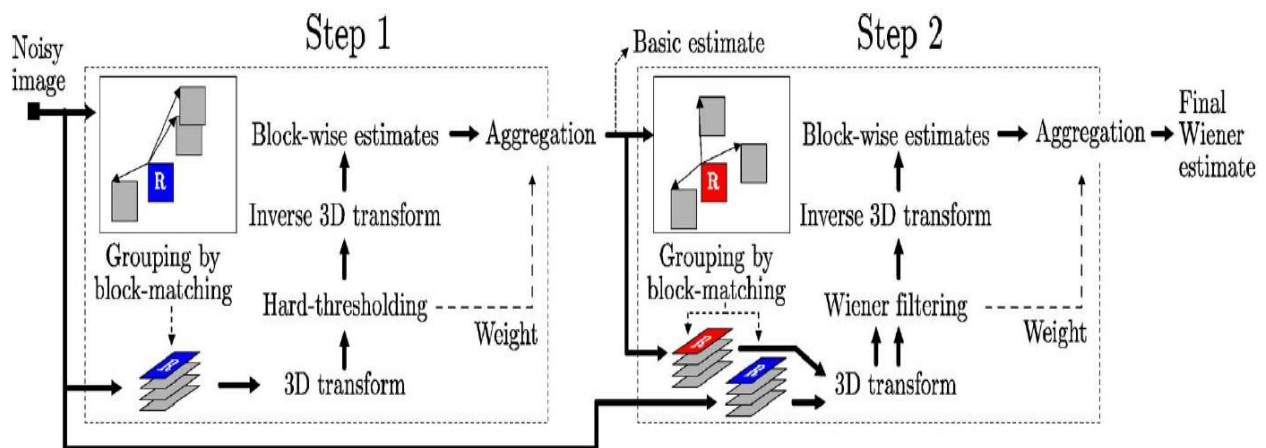 Step 1
Step 2
Noisy
image
Basic estimate
R
Block-wise estimates
Aggregation
Inverse 3D transform
Grouping by
block-matching
Hard-thresholding
Weight
3D transform
R
Block-wise estimates
Aggregation
Final
Wiener
estimate
Inverse 3D transform
Grouping by
block-matching
Wiener filtering
Weight
3D transform